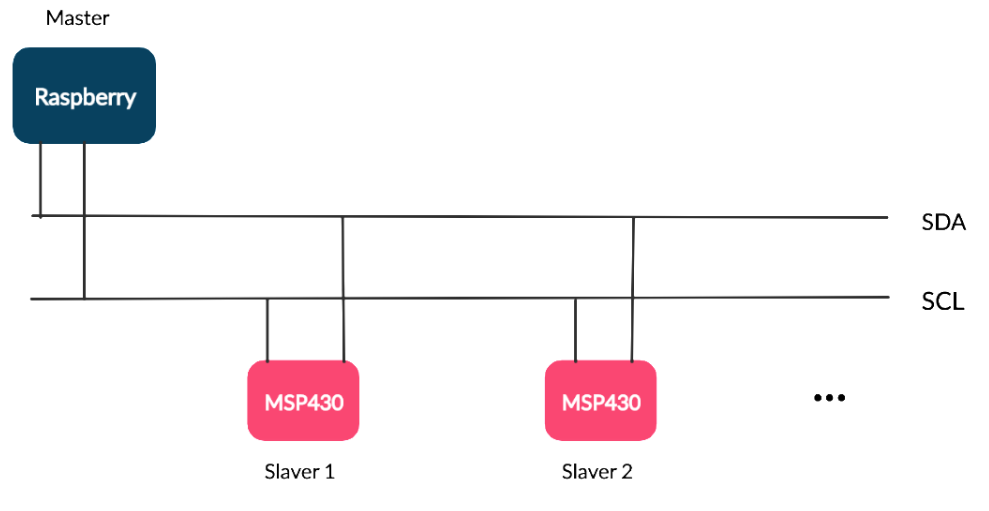 Master
Raspberry
SDA
SCL
MSP430
MSP430
...
Slaver 1
Slaver 2